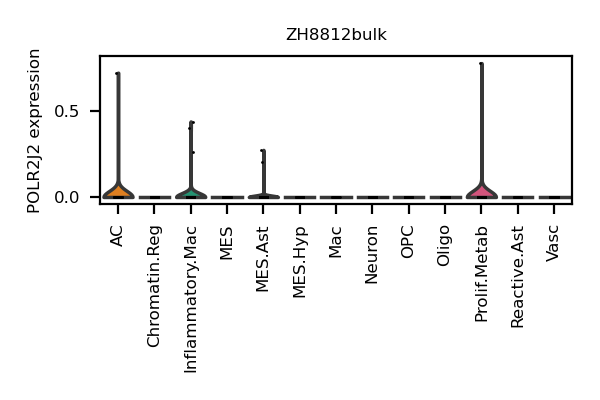 ZH8812bulk
POLR2J2 expression
0.5
0.0
AC
Chromatin.Reg
Inflammatory.Mac
MES
MES.Ast
MES.Hyp
Mac
Neuron
OPC
Oligo
Prolif.Metab
Reactive.Ast
Vasc